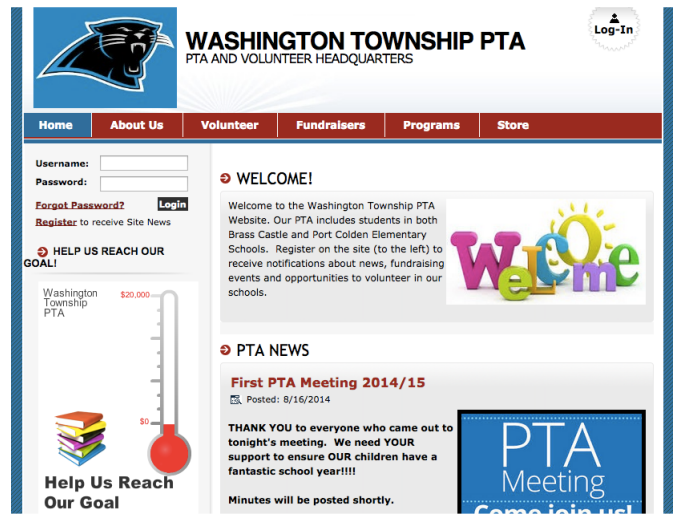 WASHINGTON TOWNSHIP PTA
PTA AND VOLUNTEER HEADQUARTERS
Log-In
Home About Us Volunteer Fundraisers Programs Store
Username:
Password:
Forgot Password? Login
Register to receive Site News
HELP US REACH OUR
GOAL!
Washington
Township
PTA
$20,000
$0
Help Us Reach
Our Goal
WELCOME!
Welcome to the Washington Township PTA
Website. Our PTA includes students in both
Brass Castle and Port Colden Elementary
Schools. Register on the site (to the left) to
receive notifications about news, fundraising
events and opportunities to volunteer in our
schools.
Welcome
PTA NEWS
First PTA Meeting 2014/15
Posted: 8/16/2014
THANK YOU to everyone who came out to
tonight's meeting. We need YOUR
support to ensure OUR children have a
fantastic school year!!!!
Minutes will be posted shortly.
PTA
Meeting
Come join us!